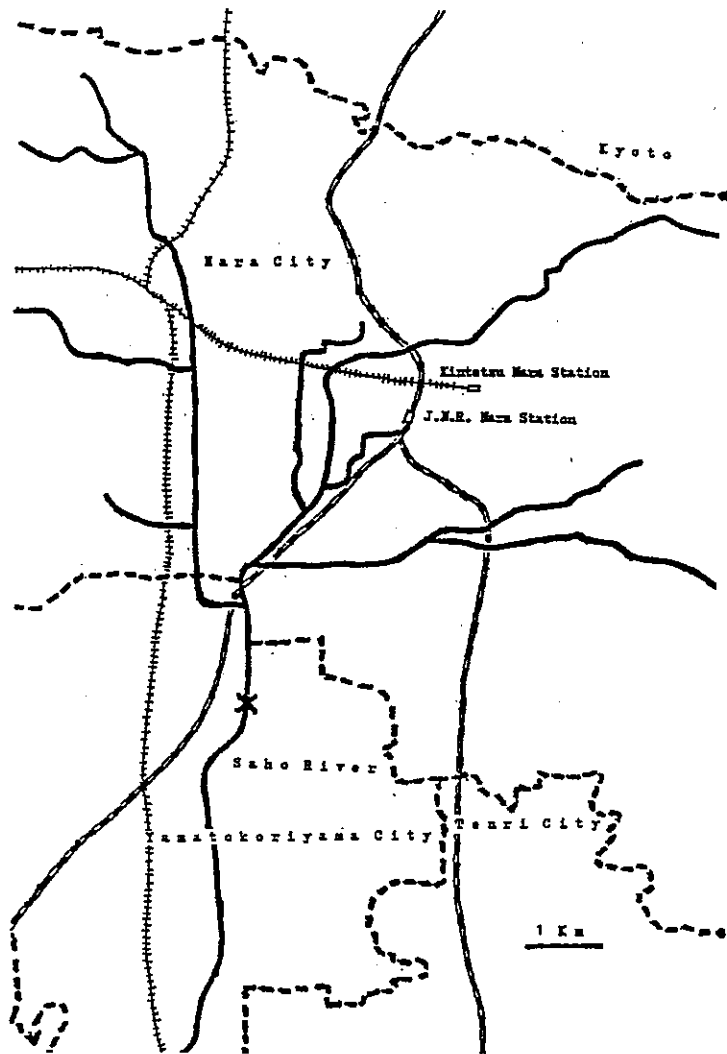 Kyoto
Nara City
Kintetsu Nara Station
J.N.R. Nara Station
Saho River
Yamatokoriyama City
Tenri City
1 Km